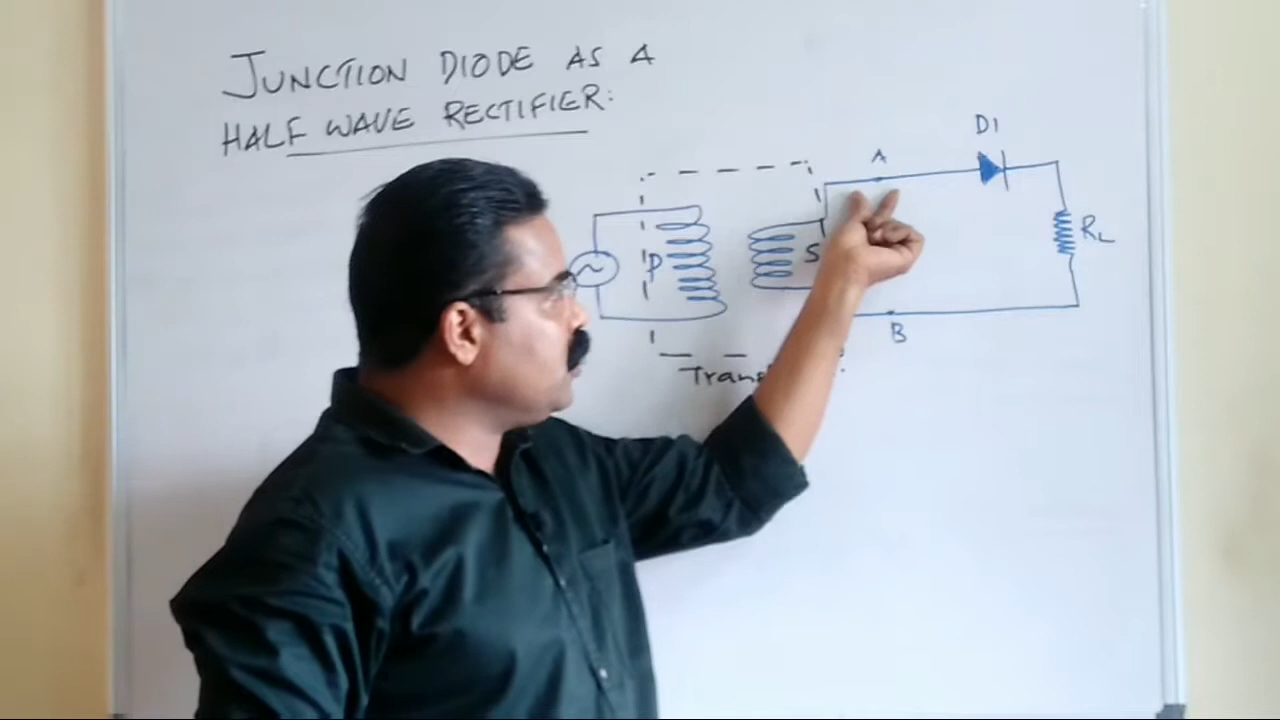 JUNCTION DIODE AS A
HALF WAVE RECTIFIER:
D1
A
P
S
RL
B